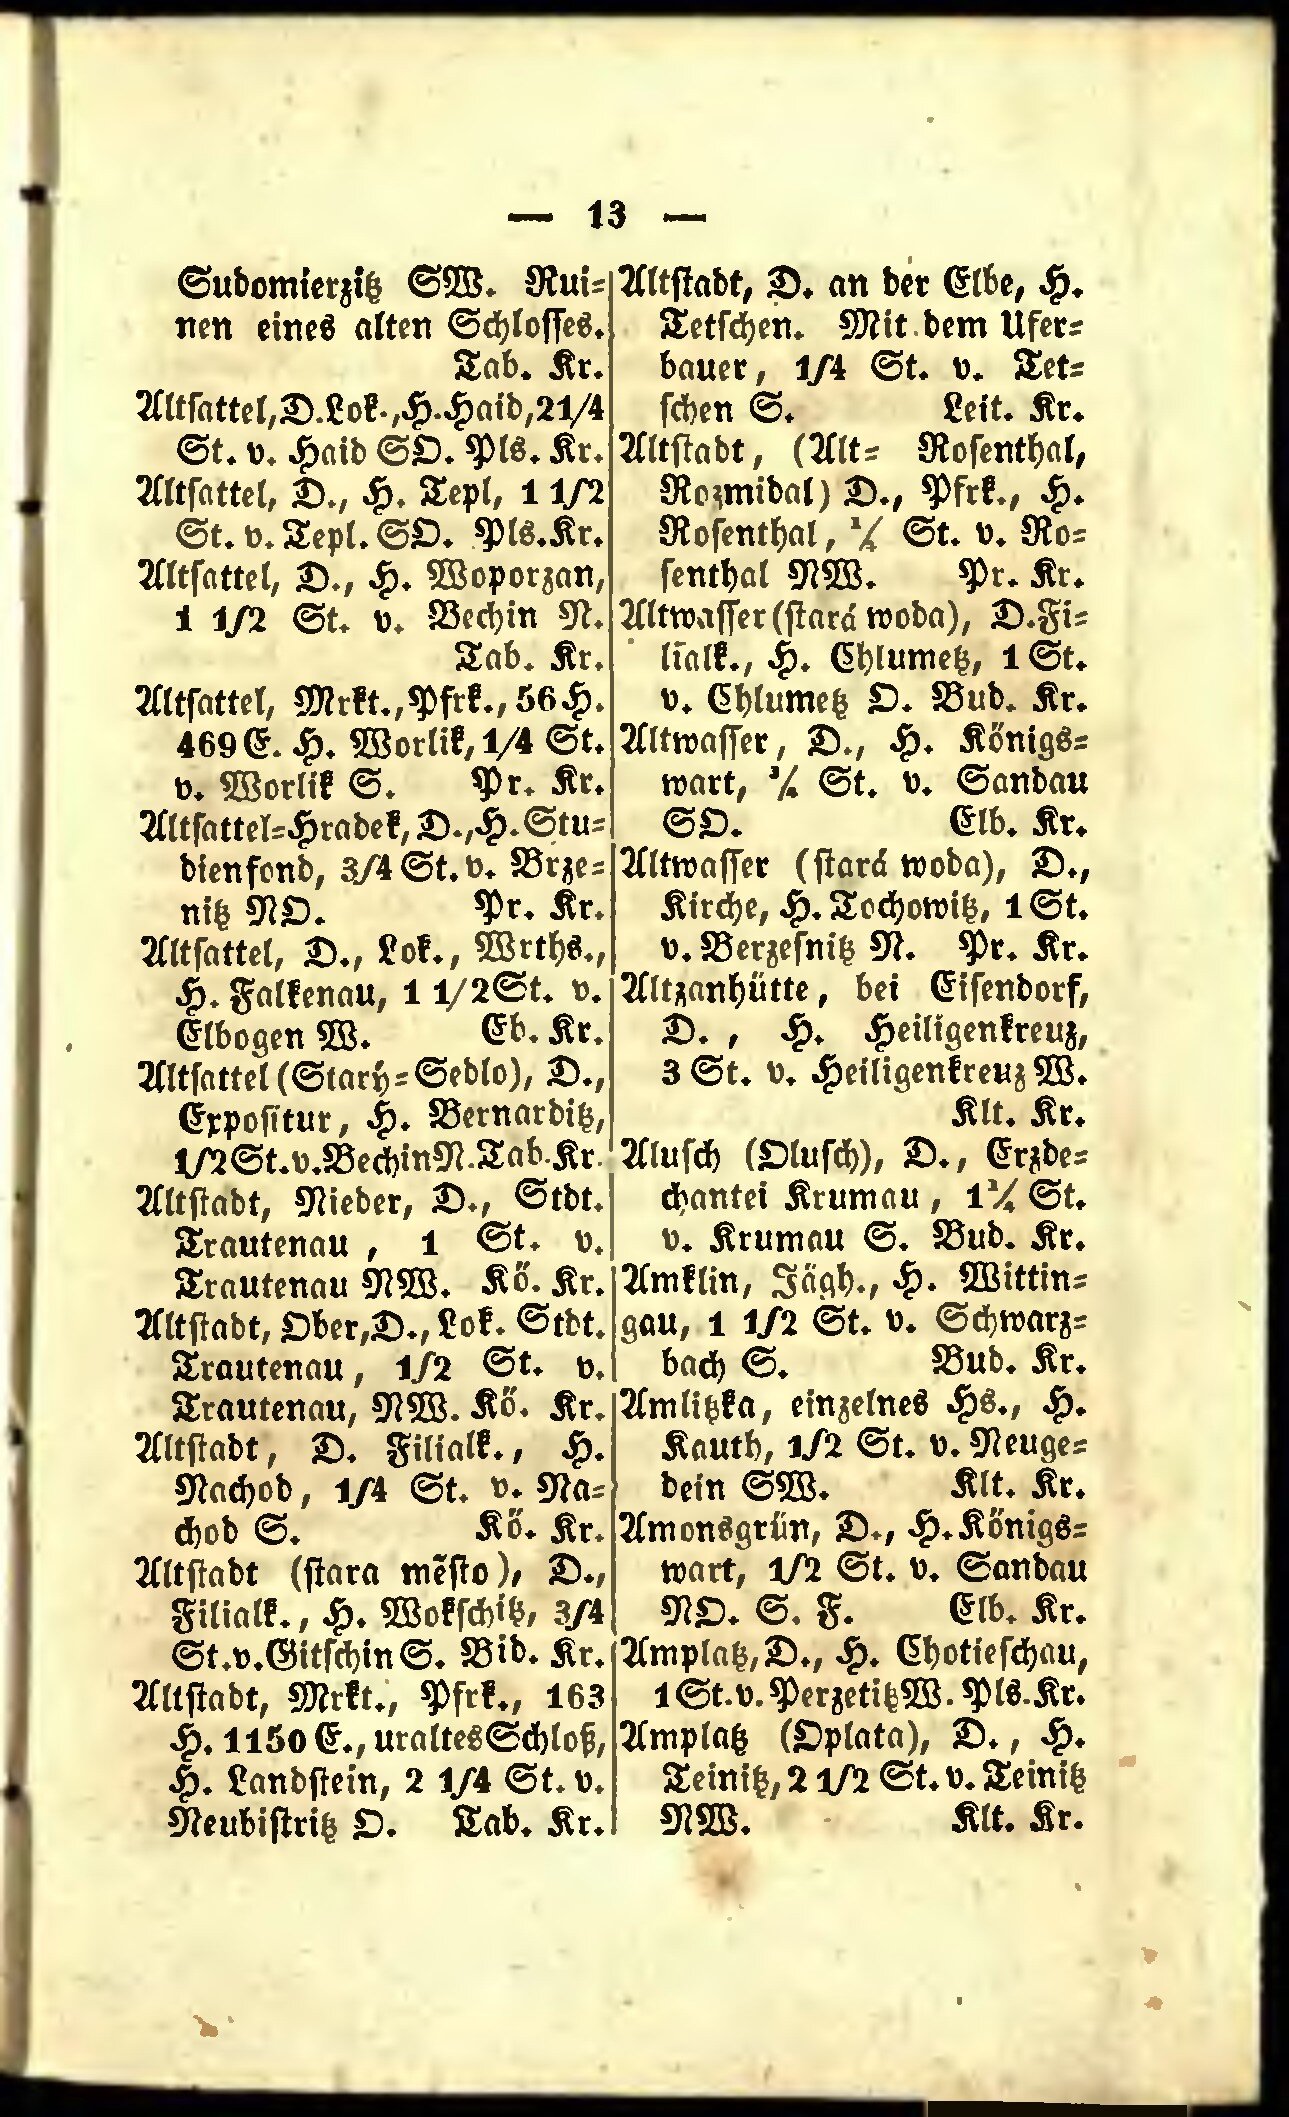 — 13 —
Sudomierzitz SW. Rui-
nen eines alten Schlosses.
Tab. Kr.
Altsattel, D. Lok., H. Haid, 21/4
St. v. Haid SO. Pls. Kr.
Altsattel, D., H. Tepl, 1 1/2
St. v. Tepl. SO. Pls. Kr.
Altsattel, D., H. Woporzan,
1 1/2 St. v. Bechin N.
Tab. Kr.
Altsattel, Mrkt., Pfrk., 56 H.
469 E. H. Worlik, 1/4 St.
v. Worlik S. Pr. Kr.
Altsattel-Hradek, D., H. Stu-
dienfond, 3/4 St. v. Brze-
nitz NO. Pr. Kr.
Altsattel, D., Lok., Wrths.,
H. Falkenau, 1 1/2 St. v.
Elbogen W. Eb. Kr.
Altsattel (Starÿ-Sedlo), D.,
Expositur, H. Bernarditz,
1/2 St. v. Bechin N. Tab. Kr.
Altstadt, Nieder, D., Stdt.
Trautenau, 1 St. v.
Trautenau NW. Kö. Kr.
Altstadt, Ober, D., Lok. Stdt.
Trautenau, 1/2 St. v.
Trautenau, NW. Kö. Kr.
Altstadt, D. Filialk., H.
Nachod, 1/4 St. v. Na-
chod S. Kö. Kr.
Altstadt (stara mẽsto), D.,
Filialk., H. Wokschitz, 3/4
St. v. Gitschin S. Bid. Kr.
Altstadt, Mrkt., Pfrk., 163
H. 1150 E., uraltes Schloß,
H. Landstein, 2 1/4 St. v.
Neubistritz O. Tab. Kr.
Altstadt, D. an der Elbe, H.
Tetschen. Mit dem Ufer-
bauer, 1/4 St. v. Tet-
schen S. Leit. Kr.
Altstadt, (Alt- Rosenthal,
Rozmidal) D., Pfrk., H.
Rosenthal, 1/4 St. v. Ro-
senthal NW. Pr. Kr.
Altwasser (stará woda), D. Fi-
lialk., H. Chlumetz, 1 St.
v. Chlumetz O. Bud. Kr.
Altwasser, D., H. Königs-
wart, 3/4 St. v. Sandau
SO. Elb. Kr.
Altwasser (stará woda), D.,
Kirche, H. Tochowitz, 1 St.
v. Berzesnitz N. Pr. Kr.
Altzanhütte, bei Eisendorf,
D., H. Heiligenkreuz,
3 St. v. Heiligenkreuz W.
Klt. Kr.
Alusch (Olusch), D., Erzde-
chantei Krumau, 1 1/4 St.
v. Krumau S. Bud. Kr.
Amklin, Jägh., H. Wittin-
gau, 1 1/2 St. v. Schwarz-
bach S. Bud. Kr.
Amlitzka, einzelnes Hs., H.
Kauth, 1/2 St. v. Neuge-
dein SW. Klt. Kr.
Amonsgrün, D., H. Königs-
wart, 1/2 St. v. Sandau
NO. S. F. Elb. Kr.
Amplatz, D., H. Chotieschau,
1 St. v. Perzetitz W. Pls. Kr.
Amplatz (Oplata), D., H.
Teinitz, 2 1/2 St. v. Teinitz
NW. Klt. Kr.